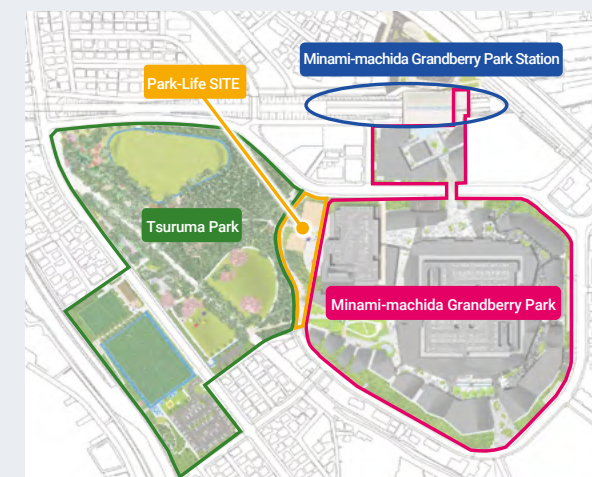 Minami-machida Grandberry Park Station
Park-Life SITE
Tsuruma Park
Minami-machida Grandberry Park